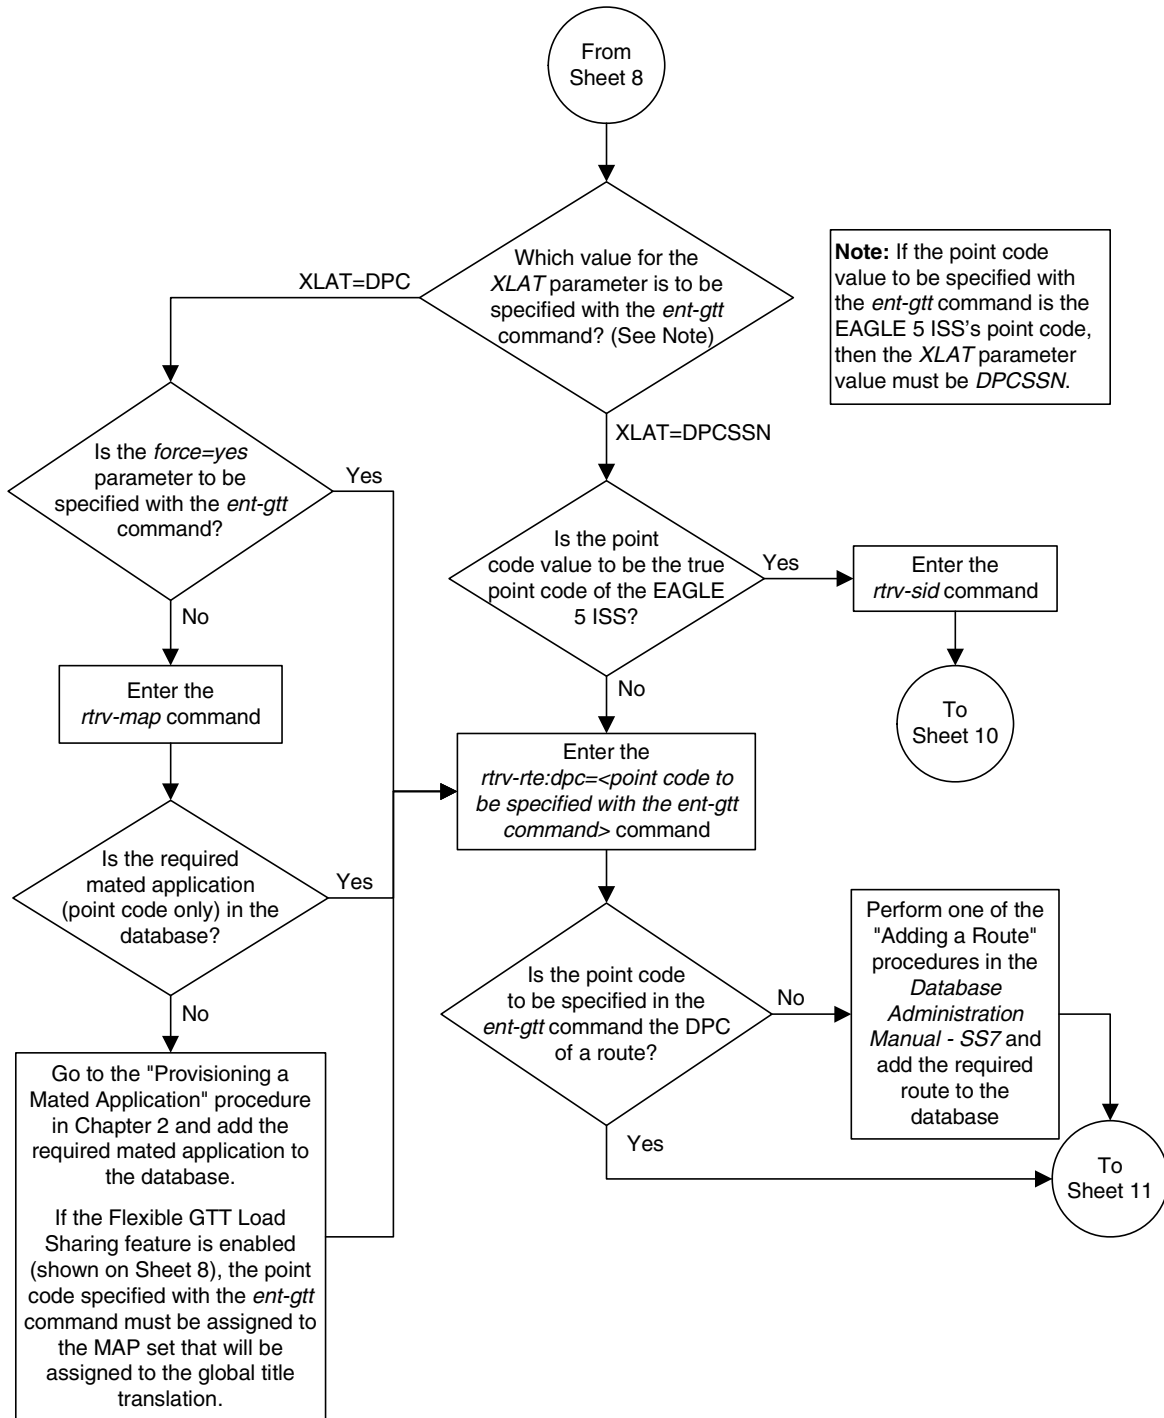 From
Sheet 8
Which value for the
XLAT parameter is to be
specified with the ent-gtt
command? (See Note)
XLAT=DPC
Note: If the point code
value to be specified with
the ent-gtt command is the
EAGLE 5 ISS's point code,
then the XLAT parameter
value must be DPCSSN.
XLAT=DPCSSN
Is the force=yes
parameter to be
specified with the ent-gtt
command?
Yes
No
Is the point
code value to be the true
point code of the EAGLE
5 ISS?
Yes
No
Enter the
rtrv-sid command
To
Sheet 10
Enter the
rtrv-map command
Enter the
rtrv-rte:dpc=<point code to
be specified with the ent-gtt
command> command
Is the required
mated application
(point code only) in the
database?
Yes
No
Is the point code
to be specified in the
ent-gtt command the DPC
of a route?
No
Yes
Perform one of the
"Adding a Route"
procedures in the
Database
Administration
Manual - SS7 and
add the required
route to the
database
To
Sheet 11
Go to the "Provisioning a
Mated Application" procedure
in Chapter 2 and add the
required mated application to
the database.
If the Flexible GTT Load
Sharing feature is enabled
(shown on Sheet 8), the point
code specified with the ent-gtt
command must be assigned to
the MAP set that will be
assigned to the global title
translation.